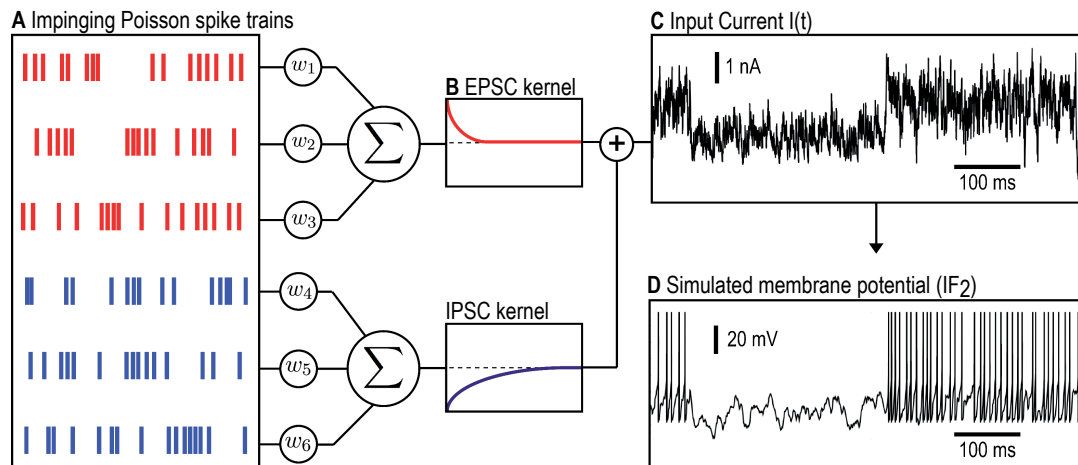 A Impinging Poisson spike trains
w1
w2
w3
w4
w5
w6
Σ
Σ
B EPSC kernel
IPSC kernel
+
C Input Current I(t)
1 nA
100 ms
D Simulated membrane potential (IF2)
20 mV
100 ms